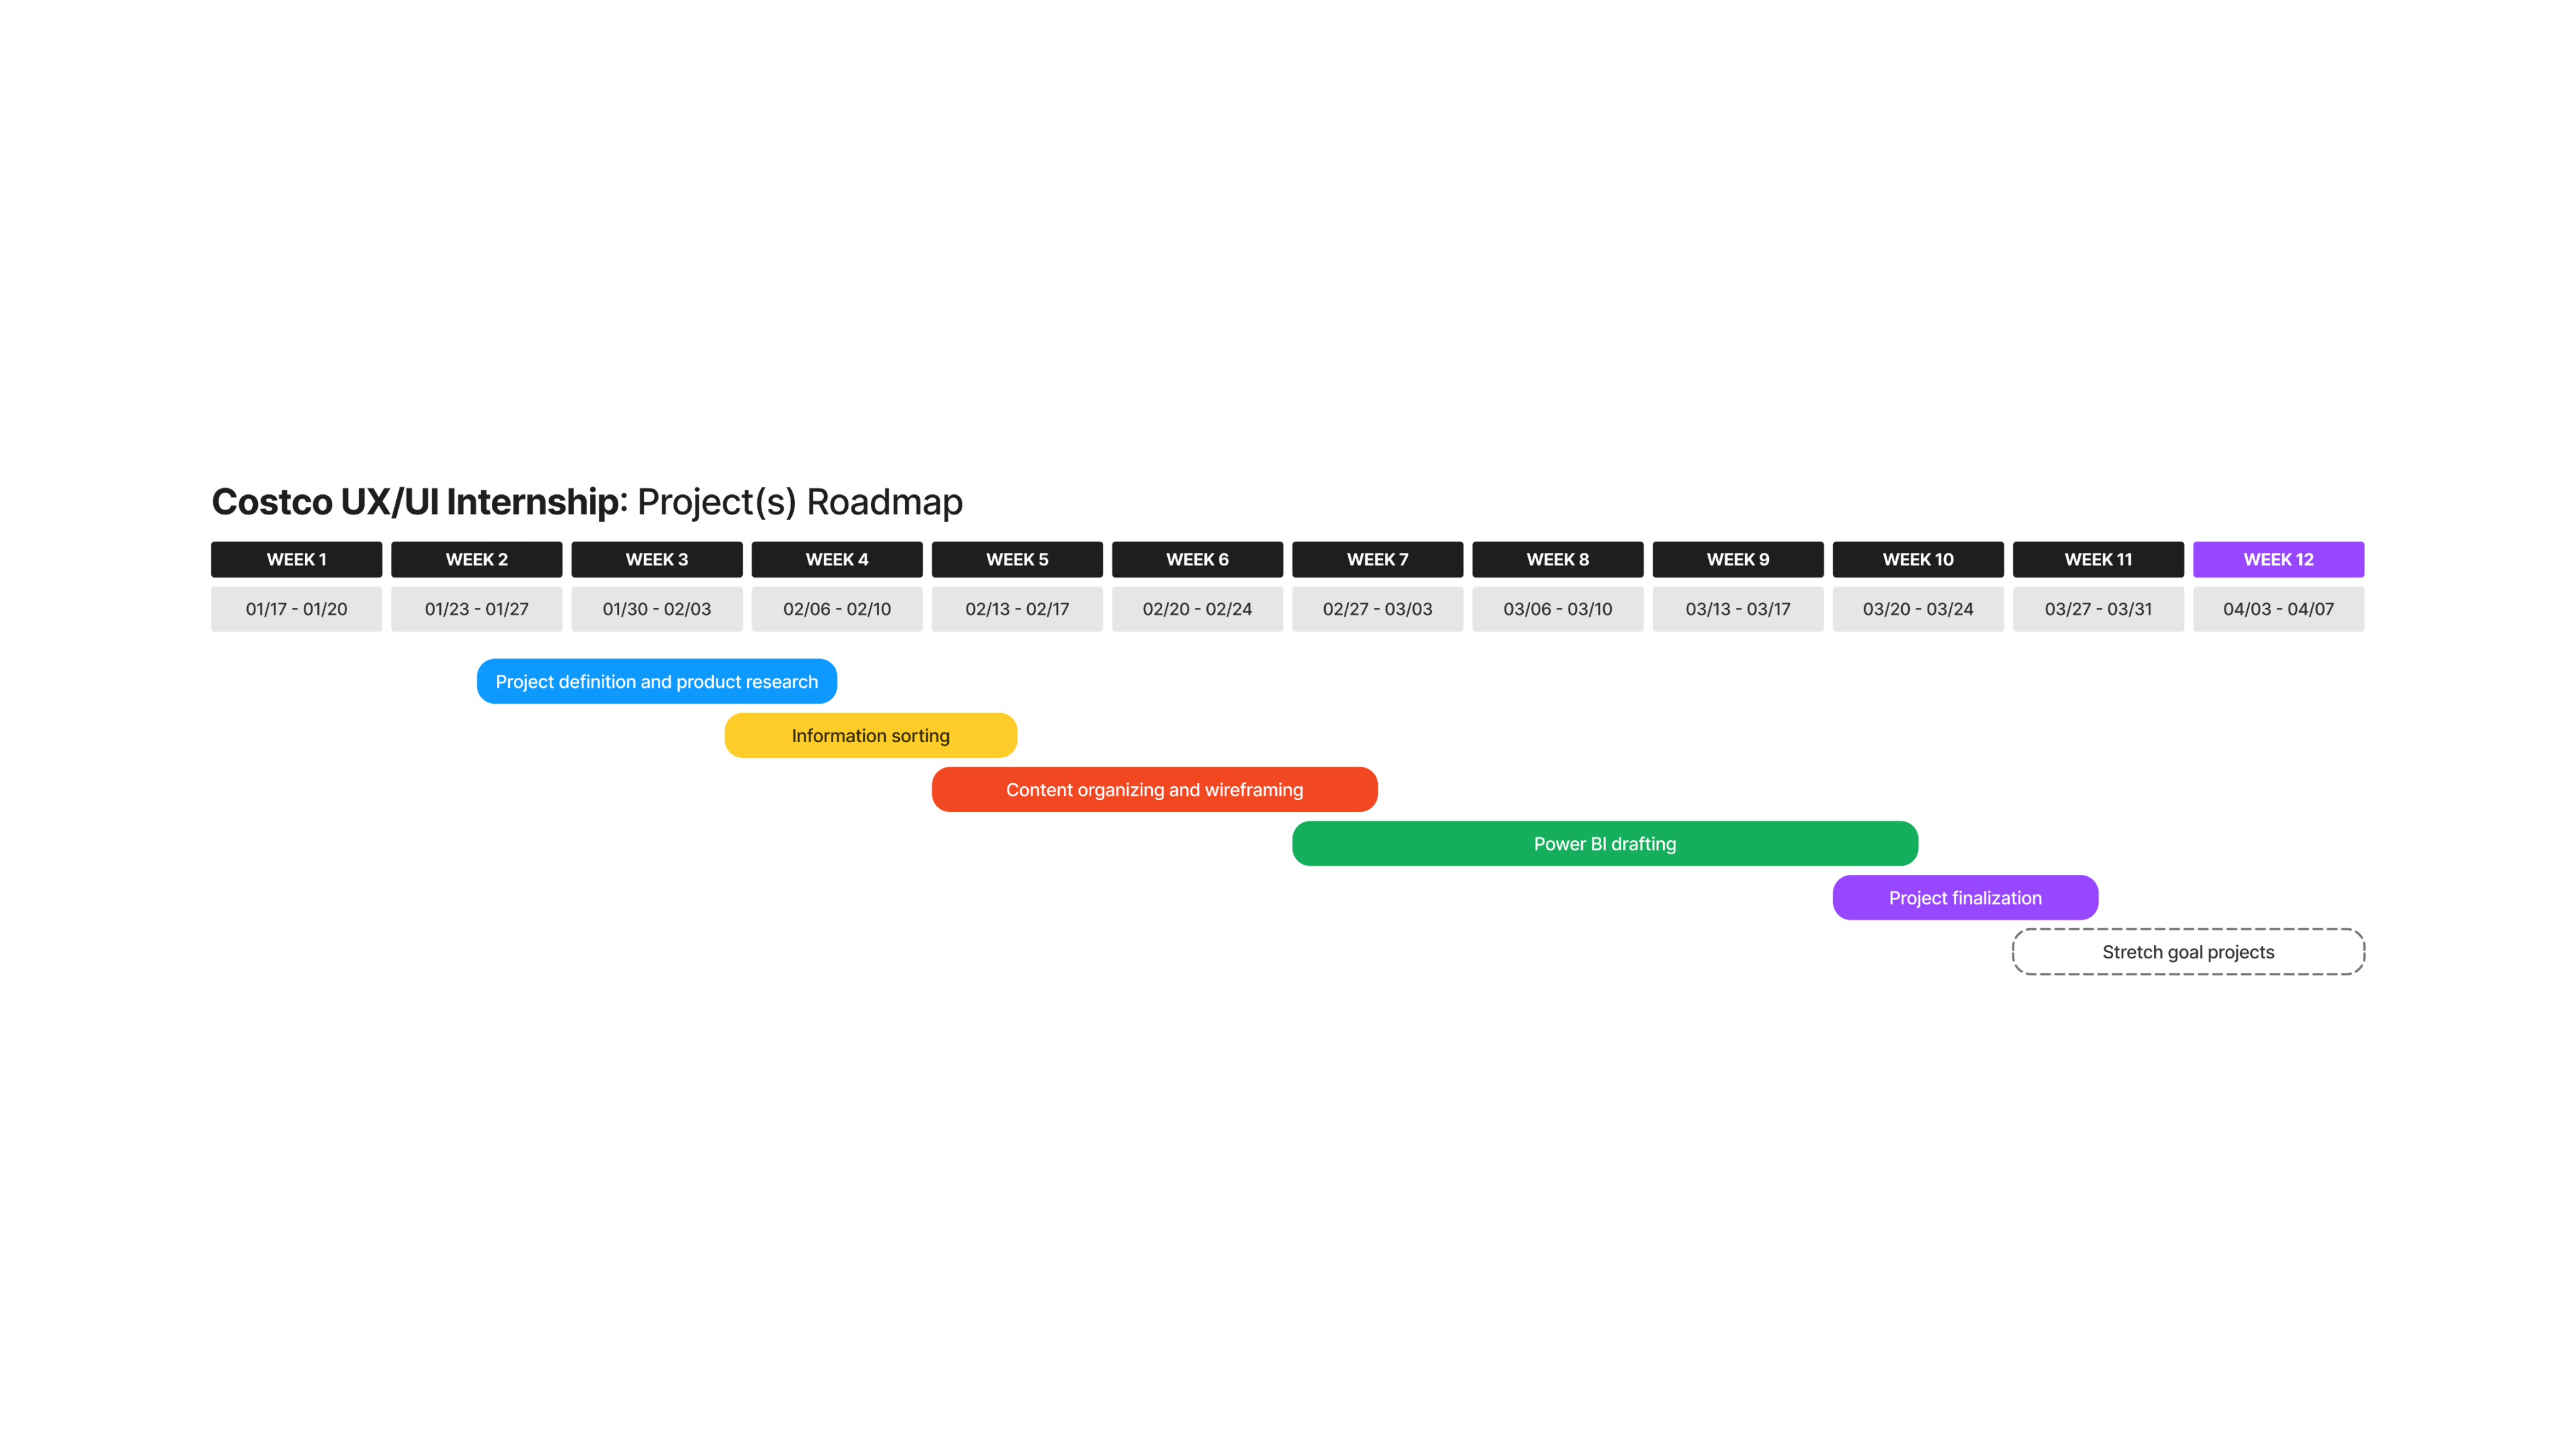 Costco UX/UI Internship: Project(s) Roadmap
WEEK 1 WEEK 2 WEEK 3 WEEK 4 WEEK 5 WEEK 6 WEEK 7 WEEK 8 WEEK 9 WEEK 10 WEEK 11 WEEK 12
01/17 - 01/20 01/23 - 01/27 01/30 - 02/03 02/06 - 02/10 02/13 - 02/17 02/20 - 02/24 02/27 - 03/03 03/06 - 03/10 03/13 - 03/17 03/20 - 03/24 03/27 - 03/31 04/03 - 04/07
Project definition and product research
Information sorting
Content organizing and wireframing
Power BI drafting
Project finalization
Stretch goal projects